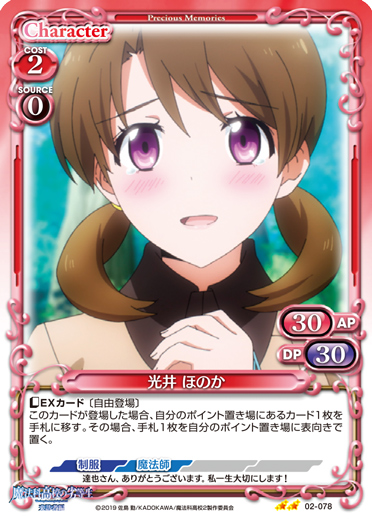 Precious Memories
Character
COST
2
SOURCE
0
30 AP
DP 30
光井 ほのか
EXカード [自由登場]
このカードが登場した場合、自分のポイント置き場にあるカード1枚を
手札に移す。その場合、手札1枚を自分のポイント置き場に表向きで
置く。
制服 魔法師
達也さん、ありがとうございます。私一生大切にします!
魔法科高校の劣等生
来訪者編
©2019 佐島 勤/KADOKAWA/魔法科高校2製作委員会
02-078